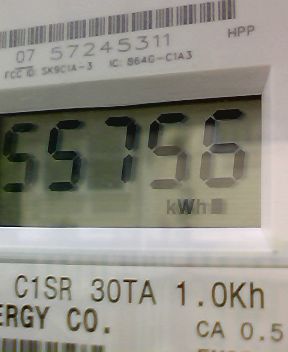 07 57245311
HPP
FCC ID: SK9C1A-3 IC: 864G-C1A3
55756
kWh
C1SR 30TA 1.0Kh
ERGY CO.
CA 0.5